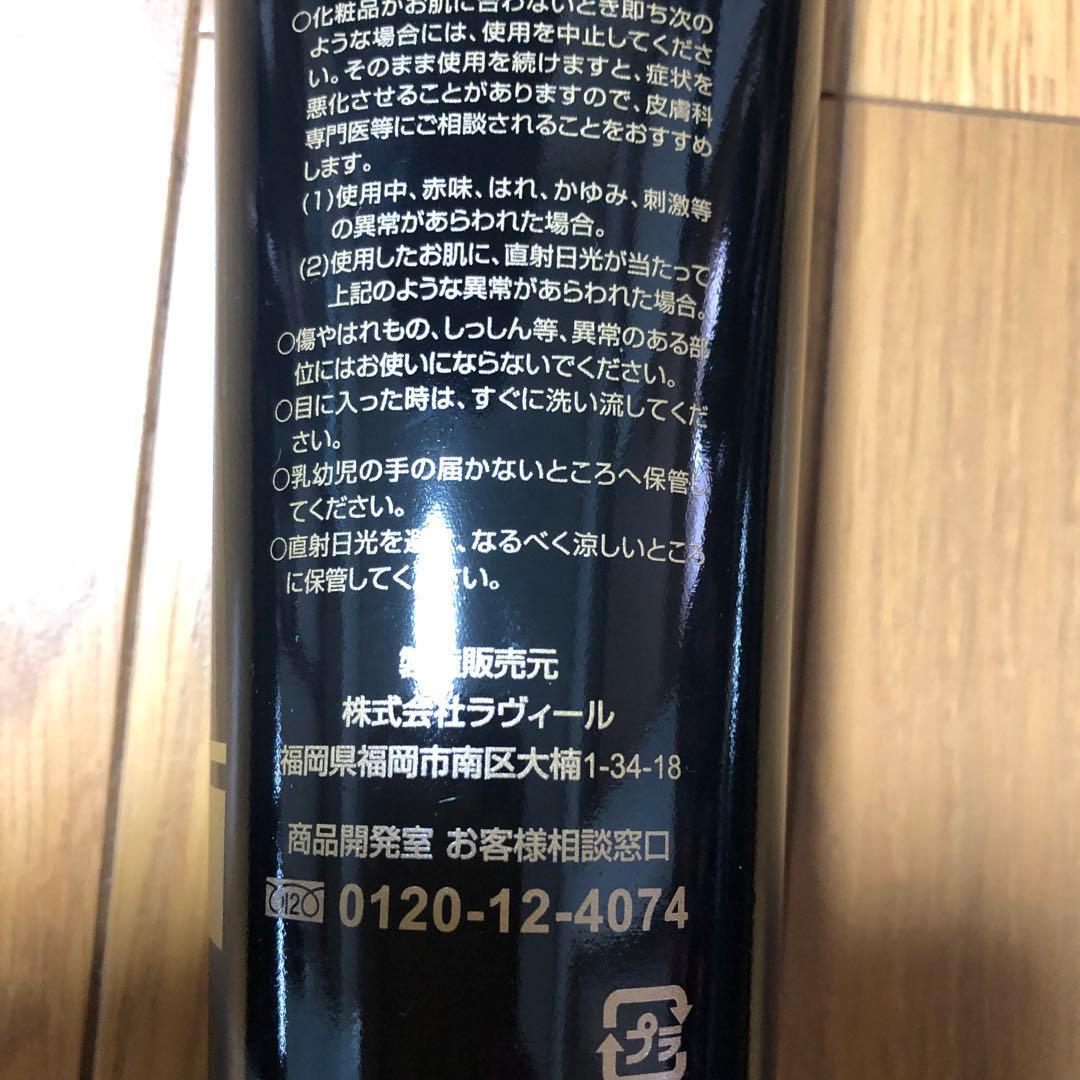 ○化粧品がお肌に合わないとき即ち次の
ような場合には、使用を中止してくださ
い。そのまま使用を続けますと、症状を
悪化させることがありますので、皮膚科
専門医等にご相談されることをおすすめ
します。
(1)使用中、赤味、はれ、かゆみ、刺激等
の異常があらわれた場合。
(2)使用したお肌に、直射日光が当たって
上記のような異常があらわれた場合。
○傷やはれもの、しっしん等、異常のある部
位にはお使いにならないでください。
○目に入った時は、すぐに洗い流してくだ
さい。
○乳幼児の手の届かないところへ保管し
てください。
○直射日光を避け、なるべく涼しいところ
に保管してください。
製造販売元
株式会社ラヴィール
福岡県福岡市南区大楠1-34-18
商品開発室 お客様相談窓口
0120-12-4074
プラ